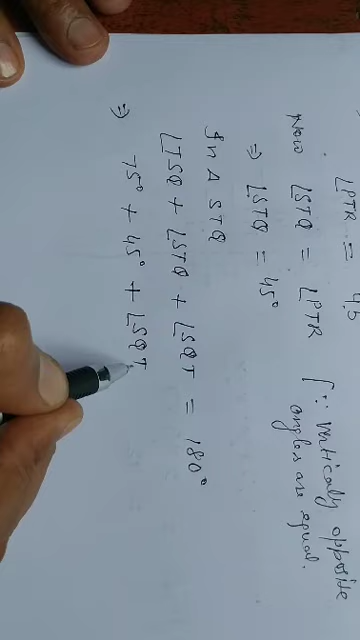 ∠PTR = 45
Now ∠STQ = ∠PTR [∵ Vertically opposite angles are equal.
⇒ ∠STQ = 45°
In Δ STQ
∠TSQ + ∠STQ + ∠SQT = 180°
⇒ 75° + 45° + ∠SQT